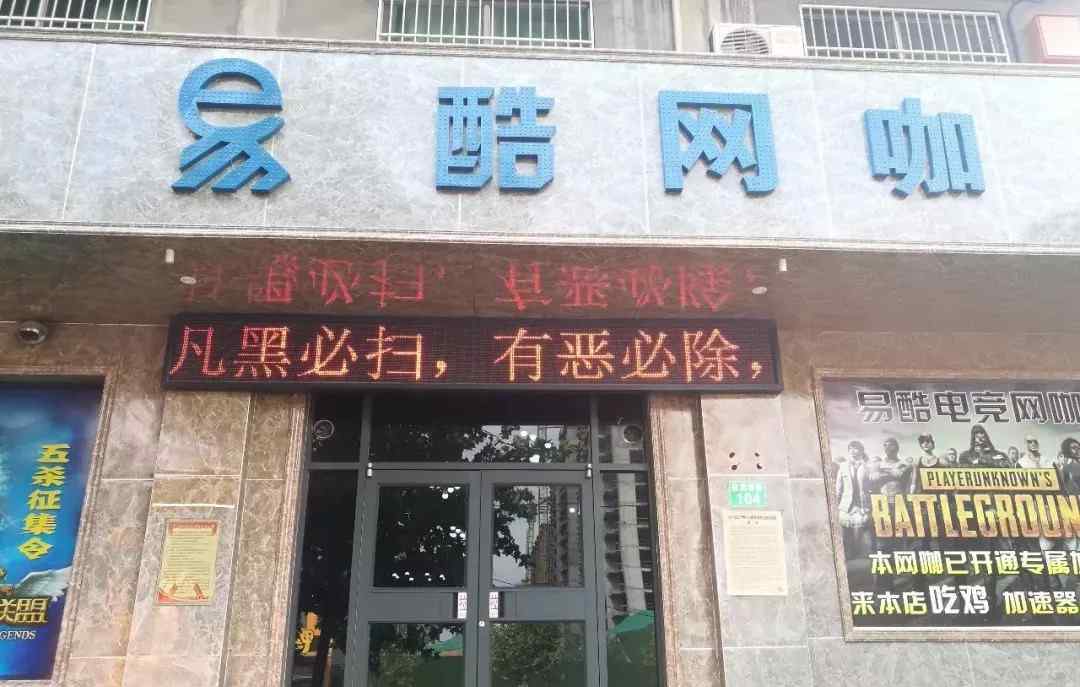 易酷网咖
凡黑必扫，有恶必除，
五杀征集令
联盟
GENDS
104
易酷电竞网咖
PLAYERUNKNOWN'S
BATTLEGROUN
本网咖已开通专属加
来本店吃鸡 加速器